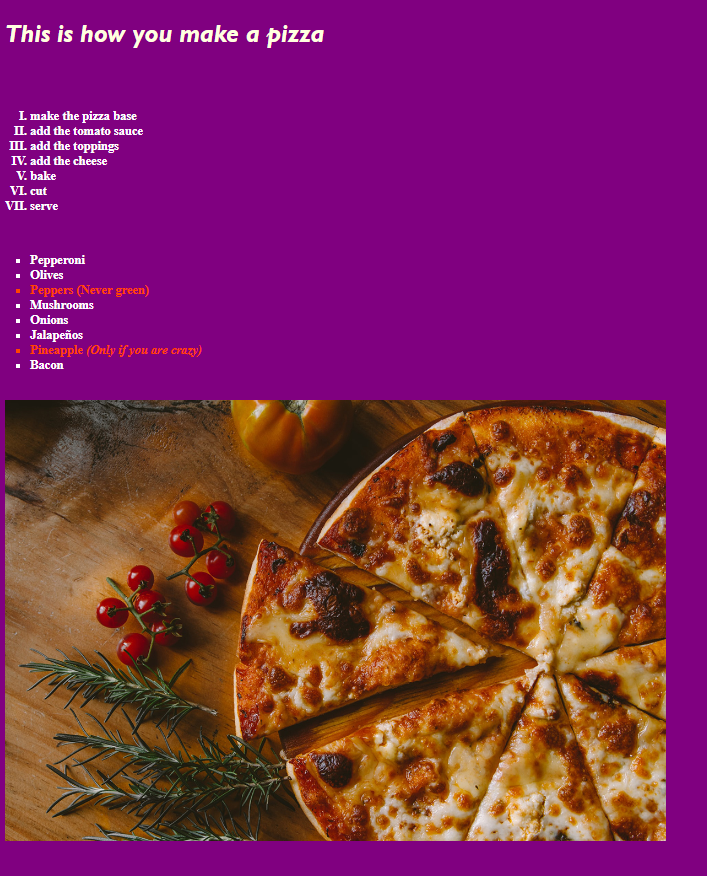 This is how you make a pizza
I. make the pizza base
II. add the tomato sauce
III. add the toppings
IV. add the cheese
V. bake
VI. cut
VII. serve
Pepperoni
Olives
Peppers (Never green)
Mushrooms
Onions
Jalapeños
Pineapple (Only if you are crazy)
Bacon